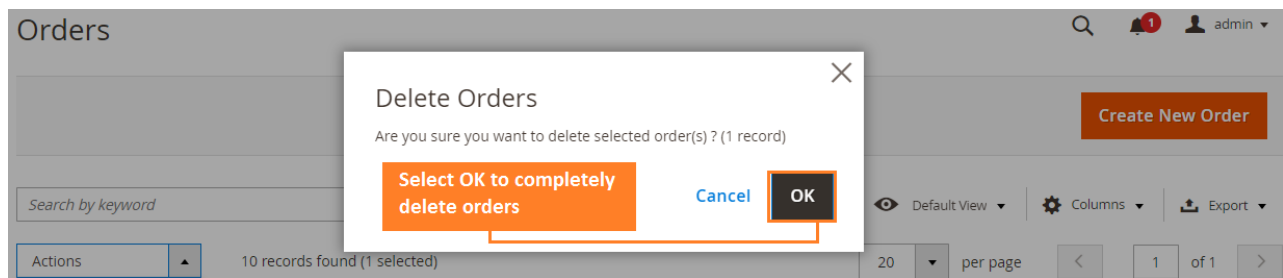 Orders
1
admin
Delete Orders
Are you sure you want to delete selected order(s) ? (1 record)
Create New Order
Select OK to completely
delete orders
Cancel
OK
Search by keyword
Default View
Columns
Export
Actions
10 records found (1 selected)
20
per page
1
of 1